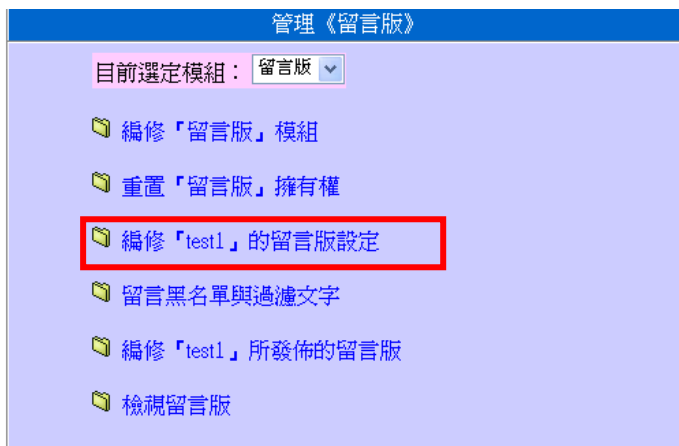 管理《留言版》
目前選定模組： 留言版
編修「留言版」模組
重置「留言版」擁有權
編修「test1」的留言版設定
留言黑名單與過濾文字
編修「test1」所發佈的留言版
檢視留言版